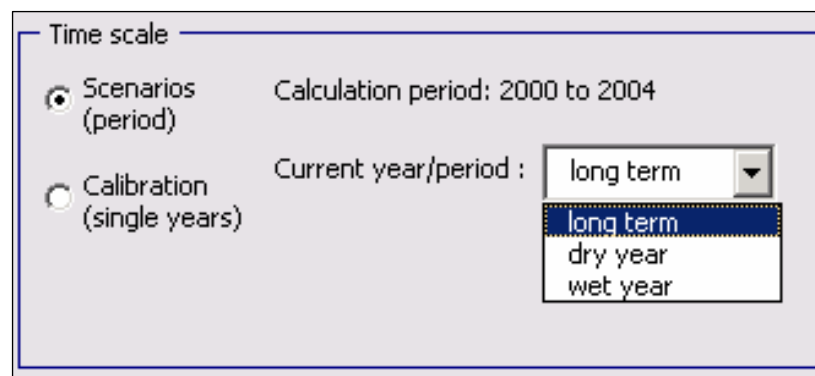 Time scale
Scenarios
(period)
Calculation period: 2000 to 2004
Calibration
(single years)
Current year/period :
long term
long term
dry year
wet year